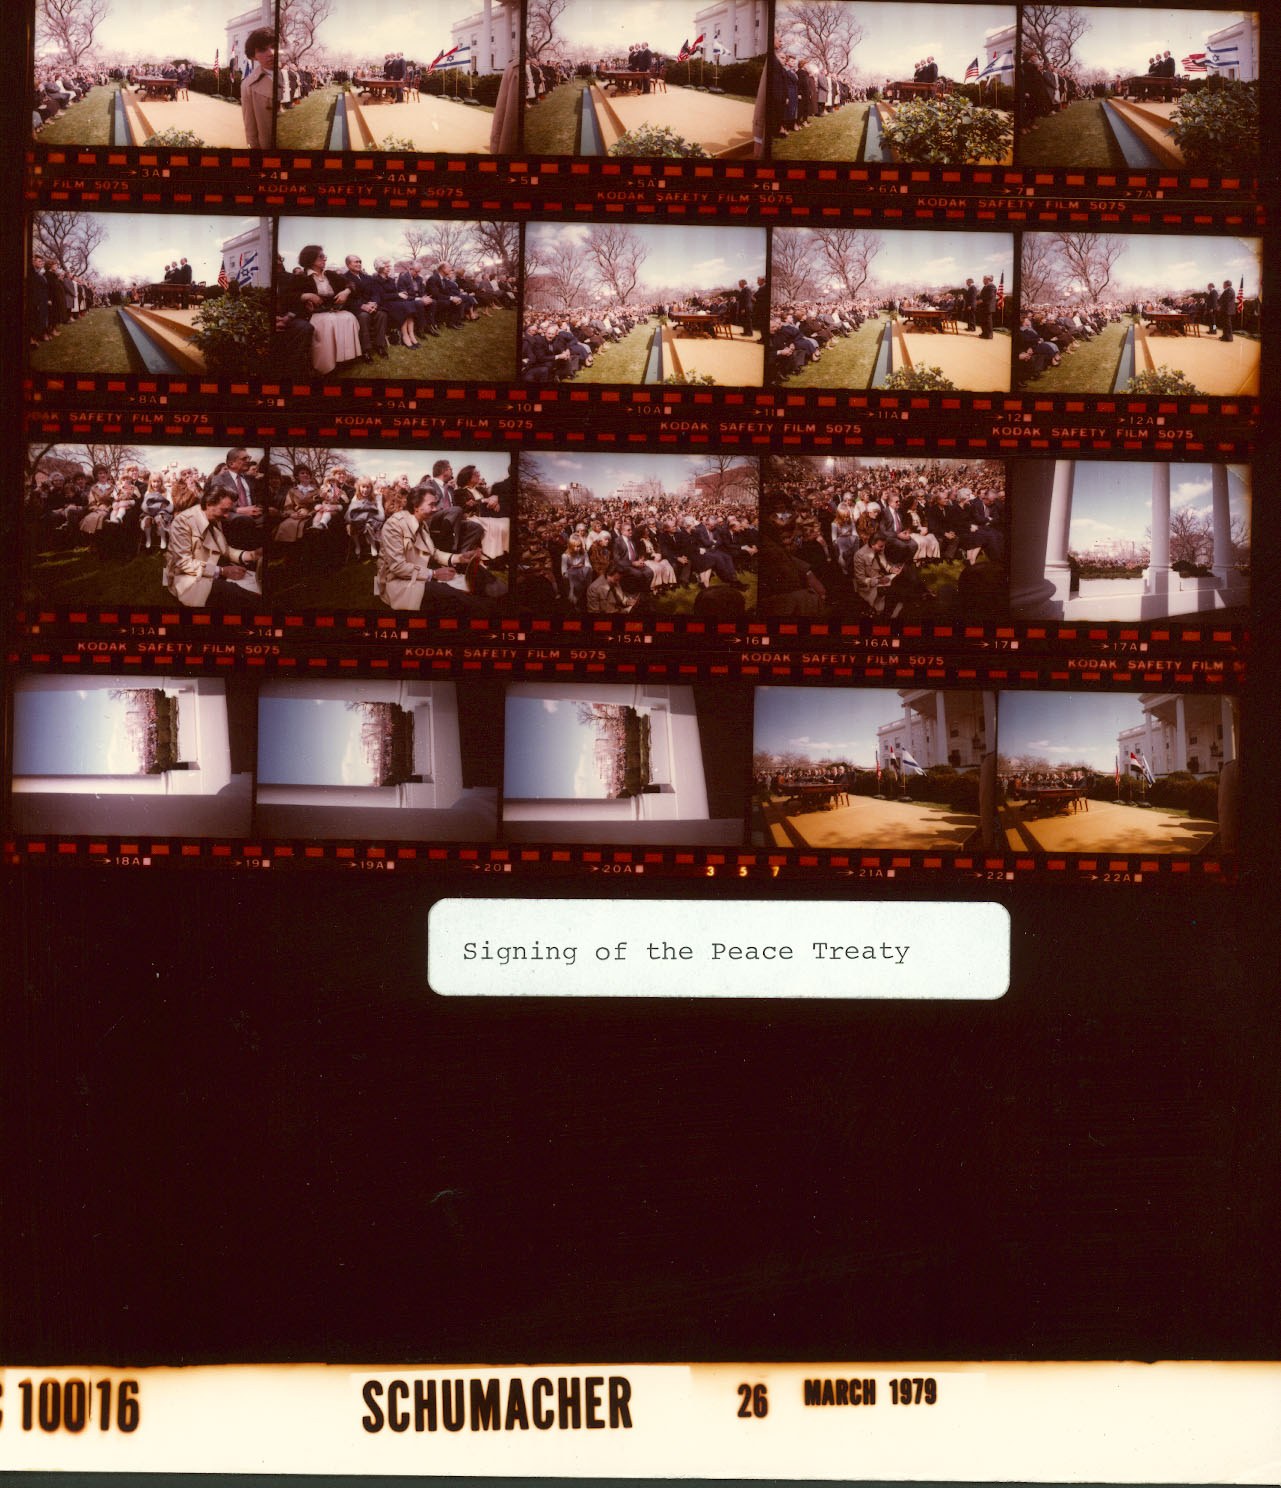 →3A →4 →4A →5 →5A →6 →6A →7 →7A
TY FILM 5075 KODAK SAFETY FILM 5075 KODAK SAFETY FILM 5075 KODAK SAFETY FILM 5075
→8A →9 →9A →10 →10A →11 →11A →12 →12A
DAK SAFETY FILM 5075 KODAK SAFETY FILM 5075 KODAK SAFETY FILM 5075 KODAK SAFETY FILM 5075
→13A →14 →14A →15 →15A →16 →16A →17 →17A
KODAK SAFETY FILM 5075 KODAK SAFETY FILM 5075 KODAK SAFETY FILM 5075 KODAK SAFETY FILM 5
→18A →19 →19A →20 →20A 3 5 7 →21A →22 →22A
Signing of the Peace Treaty
C 10016 SCHUMACHER 26 MARCH 1979